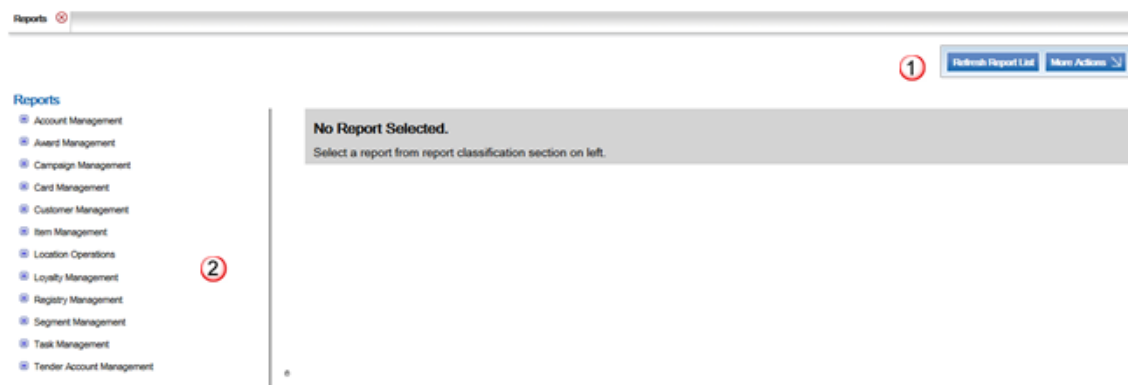 Reports
1
Refresh Report List
More Actions
Reports
Account Management
Award Management
Campaign Management
Card Management
Customer Management
Item Management
Location Operations
Loyalty Management
Registry Management
Segment Management
Task Management
Tender Account Management
2
No Report Selected.
Select a report from report classification section on left.